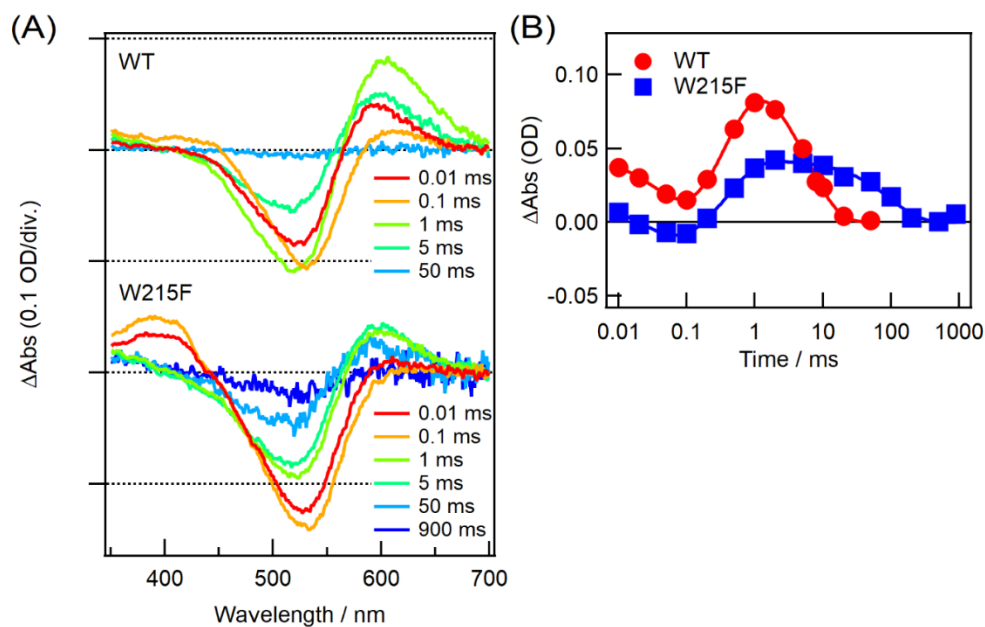 (A)
WT
0.01 ms
0.1 ms
1 ms
5 ms
50 ms
W215F
0.01 ms
0.1 ms
1 ms
5 ms
50 ms
900 ms
ΔAbs (0.1 OD/div.)
400 500 600 700
Wavelength / nm
(B)
WT
W215F
0.10
0.05
0.00
-0.05
ΔAbs (OD)
0.01 0.1 1 10 100 1000
Time / ms